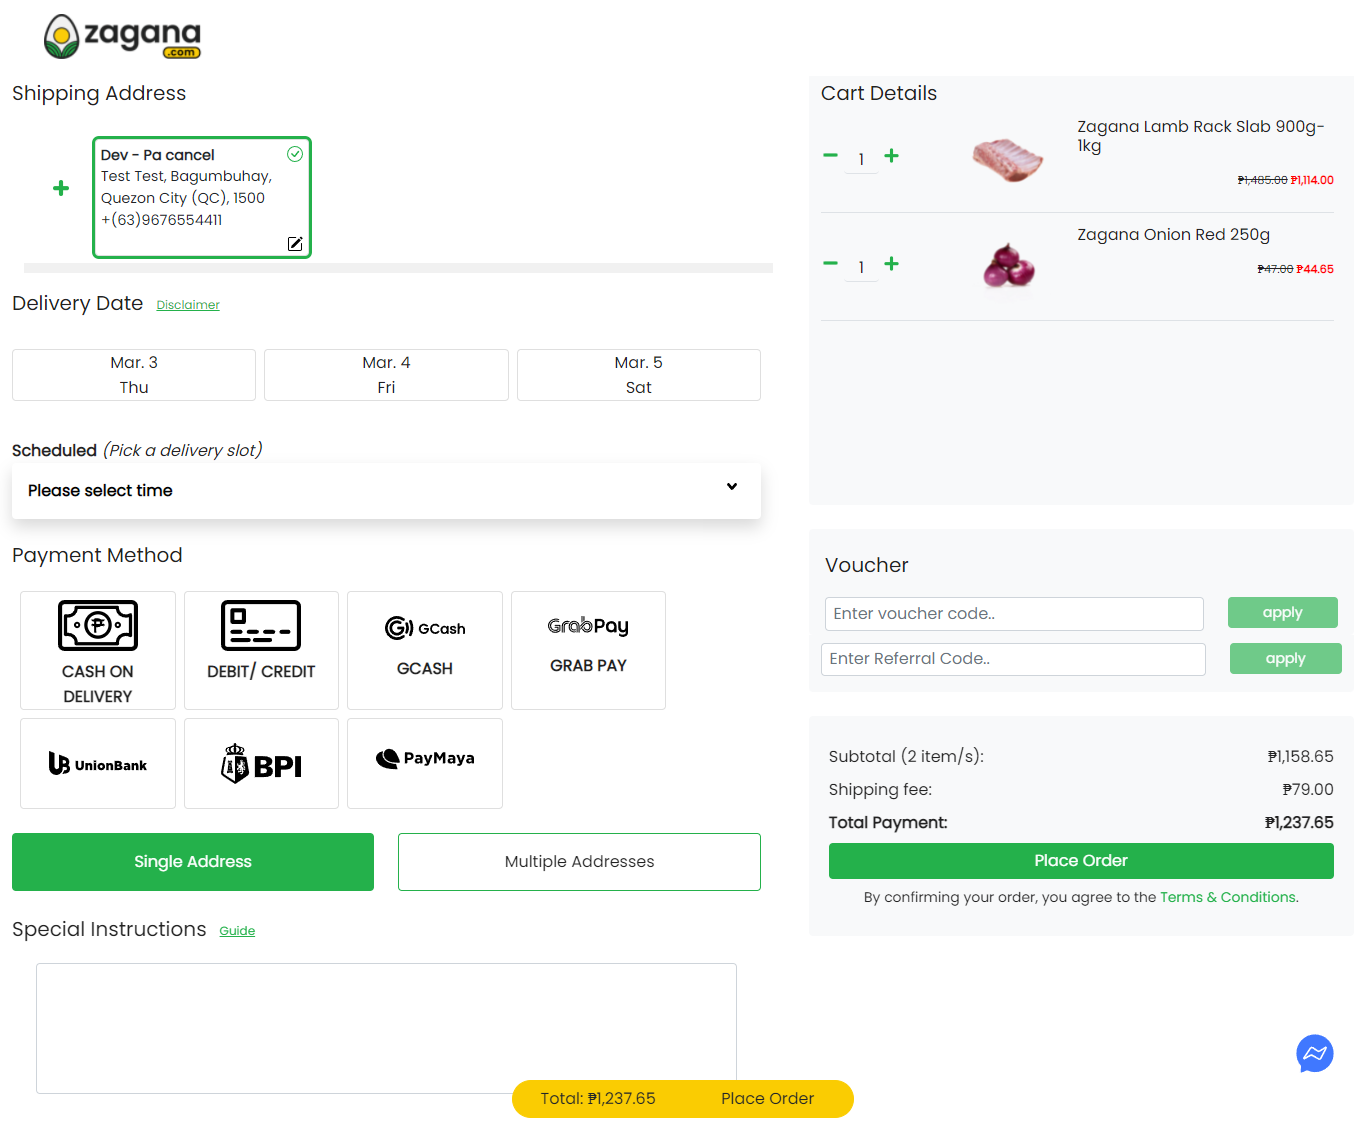 zagana
.com
Shipping Address
Dev - Pa cancel
Test Test, Bagumbuhay,
Quezon City (QC), 1500
+(63)9676554411
Delivery Date Disclaimer
Mar. 3
Thu
Mar. 4
Fri
Mar. 5
Sat
Scheduled (Pick a delivery slot)
Please select time
Payment Method
CASH ON
DELIVERY
DEBIT/ CREDIT
GCash
GCASH
GrabPay
GRAB PAY
UB UnionBank
BPI
PayMaya
Single Address
Multiple Addresses
Special Instructions Guide
Cart Details
1
Zagana Lamb Rack Slab 900g-
1kg
₱1,485.00 ₱1,114.00
1
Zagana Onion Red 250g
₱47.00 ₱44.65
Voucher
Enter voucher code.. apply
Enter Referral Code.. apply
Subtotal (2 item/s): ₱1,158.65
Shipping fee: ₱79.00
Total Payment: ₱1,237.65
Place Order
By confirming your order, you agree to the Terms & Conditions.
Total: ₱1,237.65 Place Order